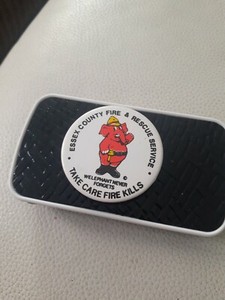 • ESSEX COUNTY FIRE & RESCUE SERVICE •
WELEPHANT NEVER ©
FORGETS
TAKE CARE FIRE KILLS